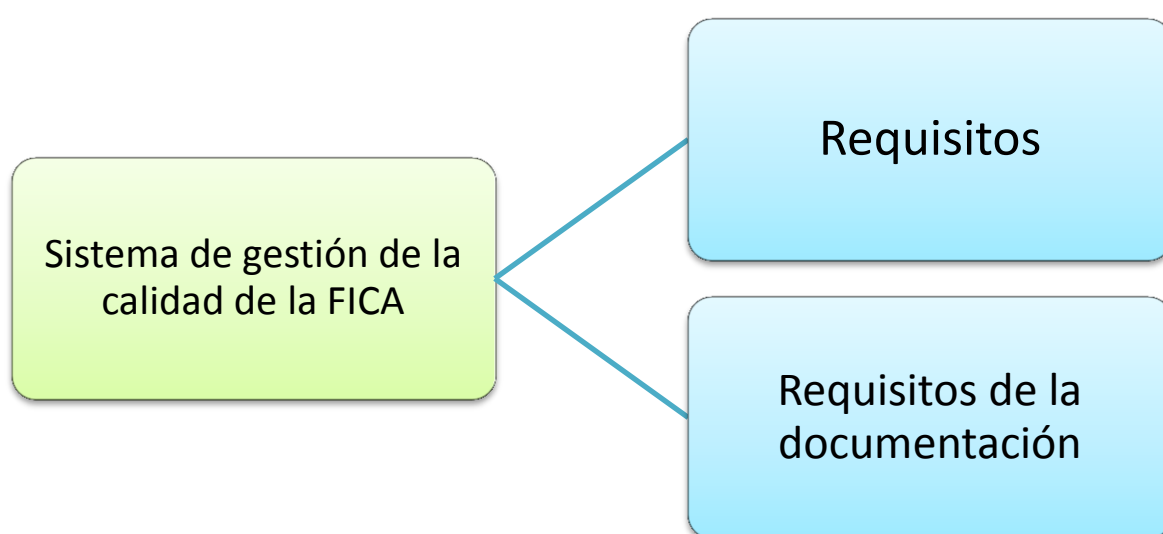 Requisitos
Sistema de gestión de la
calidad de la FICA
Requisitos de la
documentación